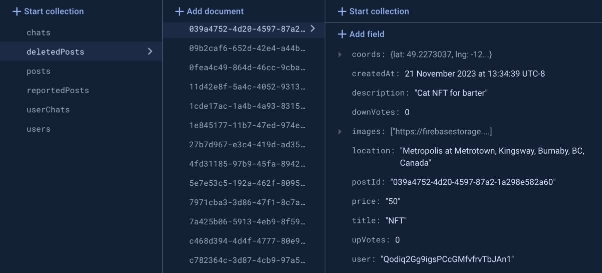 Start collection
chats
deletedPosts
posts
reportedPosts
userChats
users
Add document
039a4752-4d20-4597-87a2...
09b2caf6-652d-42e4-a44b...
0fea4c49-864d-46cc-9cba...
11d42e8f-5a4c-4052-9313...
1cde17ac-1a4b-4a93-8315...
1e845177-11b7-47ed-974e...
27b7d967-e3c4-419d-ad35...
4fd31185-97b9-45fa-8942...
5e7e53c5-192a-462f-8095...
7971cba3-3d86-47f1-8c7a...
7a425b06-5913-4eb9-8f59...
c468d394-4d4f-4777-80e9...
c782364c-3d87-4cb9-97a5...
Start collection
Add field
coords: {lat: 49.2273037, lng: -12...}
createdAt: 21 November 2023 at 13:34:39 UTC-8
description: "Cat NFT for barter"
downVotes: 0
images: ["https://firebasestorage....]
location: "Metropolis at Metrotown, Kingsway, Burnaby, BC,
Canada"
postId: "039a4752-4d20-4597-87a2-1a298e582a60"
price: "50"
title: "NFT"
upVotes: 0
user: "Qodiq2Gg9igsPCcGMfvfrvTbJAn1"